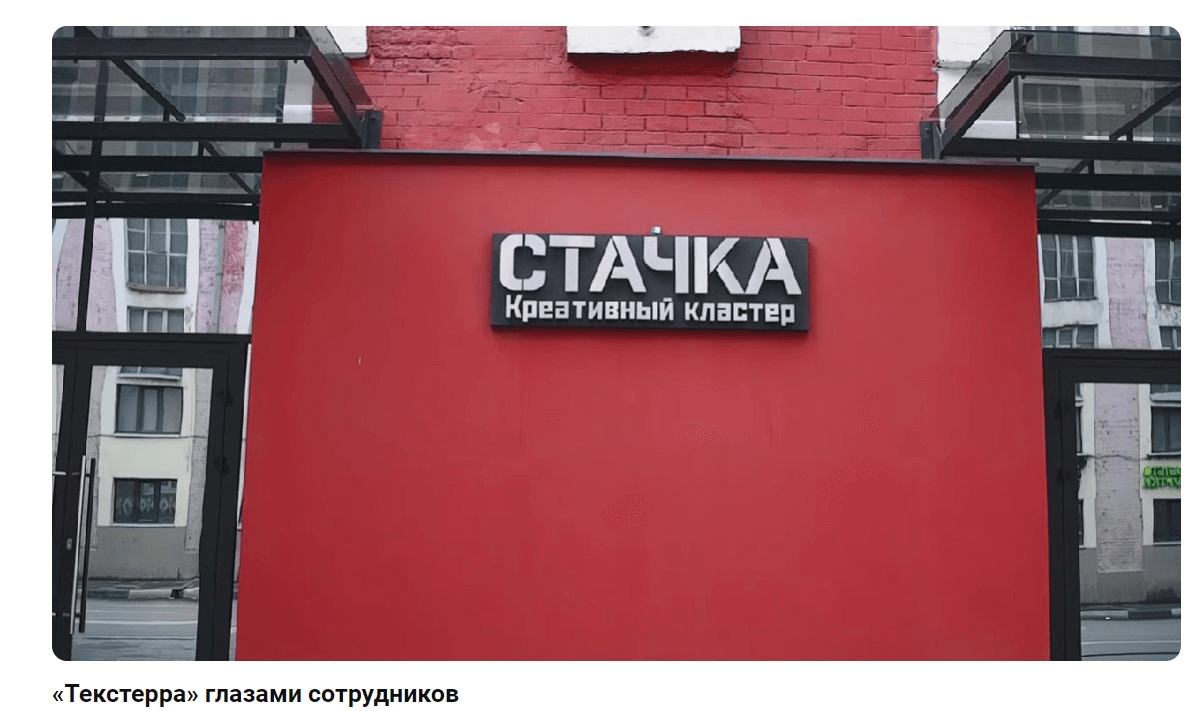 СТАЧКА
Креативный кластер
«Текстерра» глазами сотрудников